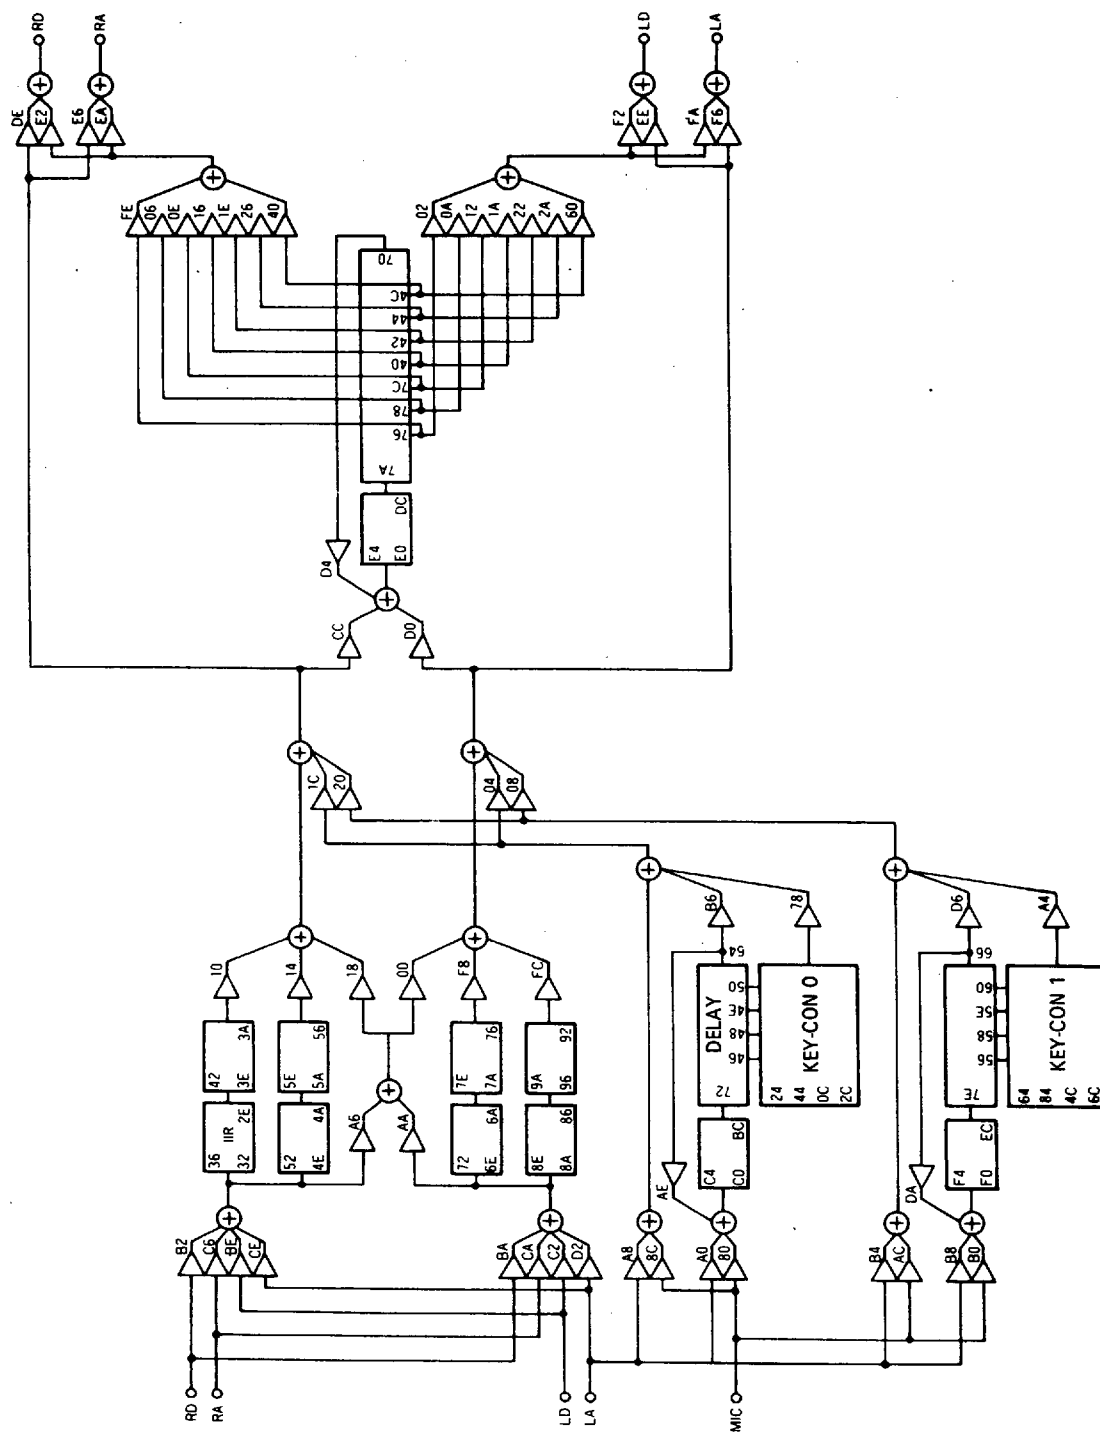 RD
RA
LD
LA
DE
E2
E6
EA
F2
EE
FA
F6
FE
06
0E
16
1E
26
40
02
0A
12
1A
22
2A
60
70
4C
44
42
40
7C
78
76
7A
D4
E4
E0
DC
CC
D0
1C
20
04
08
10
14
18
00
F8
FC
B6
78
D6
A4
42
3E
3A
5E
5A
56
7E
7A
76
9A
96
92
36
32
IIR
2E
52
4E
4A
72
6E
6A
8E
8A
86
A6
AA
54
50
4E
48
46
DELAY
72
KEY-CON 0
24
44
0C
2C
66
60
5E
58
56
7E
KEY-CON 1
64
84
4C
6C
AE
C4
C0
BC
DA
F4
F0
EC
B2
C6
BE
CE
BA
CA
C2
D2
A8
8C
A0
80
B4
AC
B8
B0
RD
RA
LD
LA
MIC